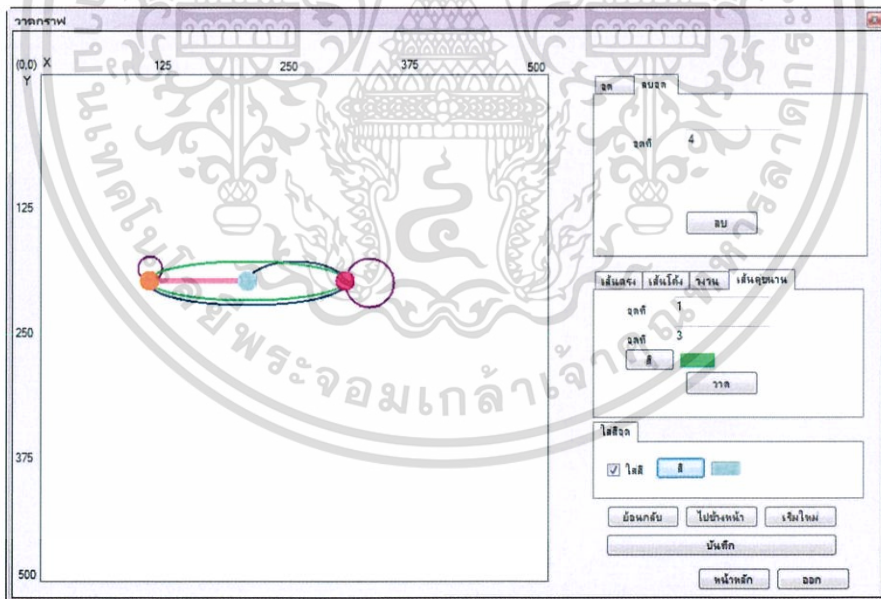 วาดกราฟ
(0,0) X 125 250 375 500
Y
125
250
375
500
จุด ลบจุด
จุดที่ 4
ลบ
เส้นตรง เส้นโค้ง วงวน เส้นคู่ขนาน
จุดที่ 1
จุดที่ 3
สี
วาด
ใส่สีจุด
ใส่สี สี
ย้อนกลับ ไปข้างหน้า เริ่มใหม่
บันทึก
หน้าหลัก ออก